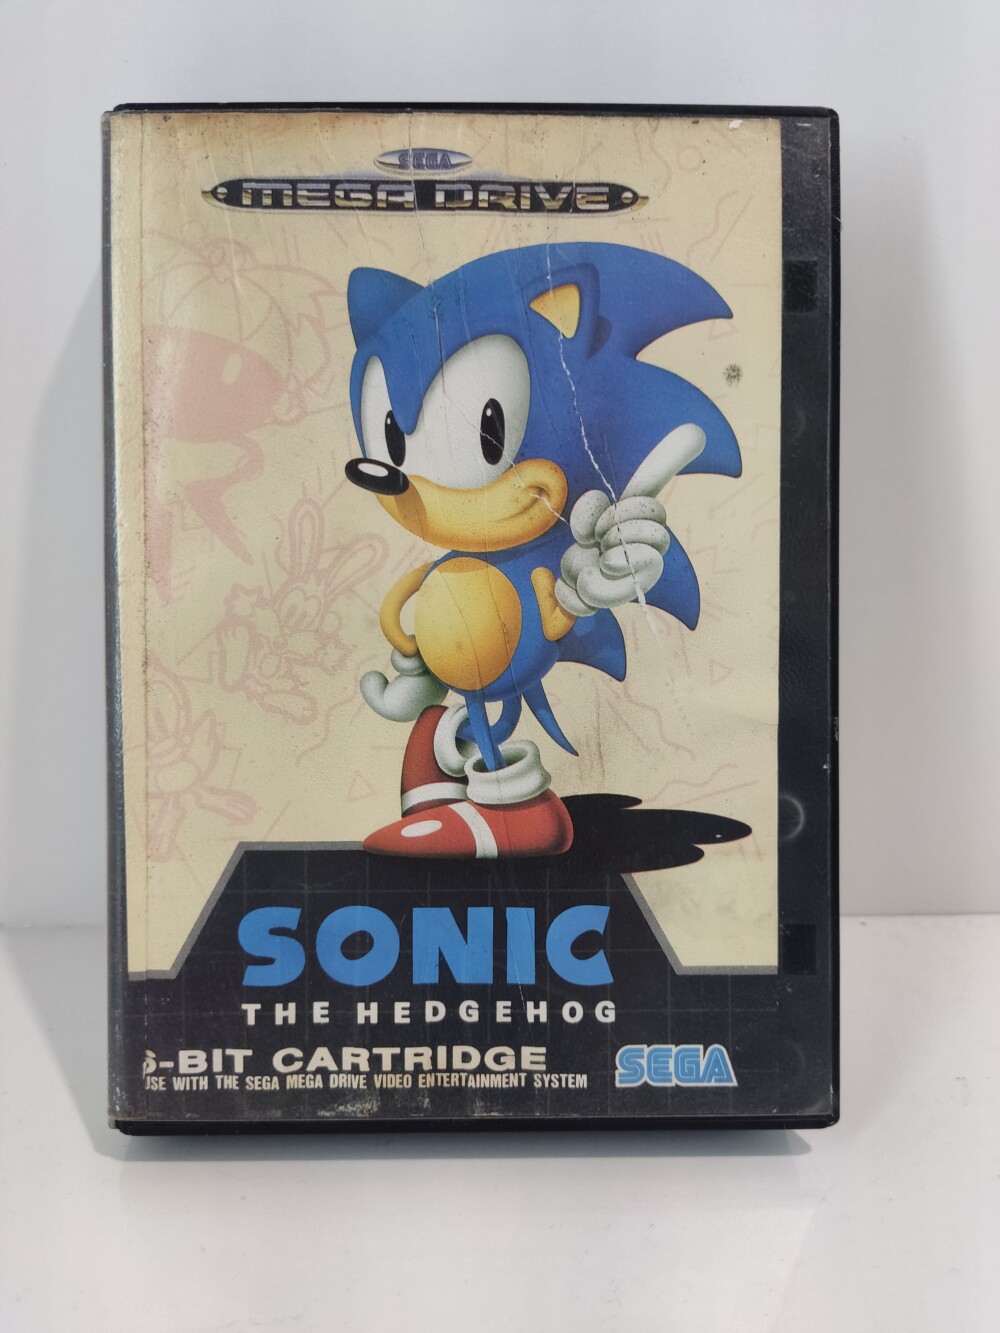 SEGA
MEGA DRIVE
SONIC
THE HEDGEHOG
-BIT CARTRIDGE
USE WITH THE SEGA MEGA DRIVE VIDEO ENTERTAINMENT SYSTEM
SEGA